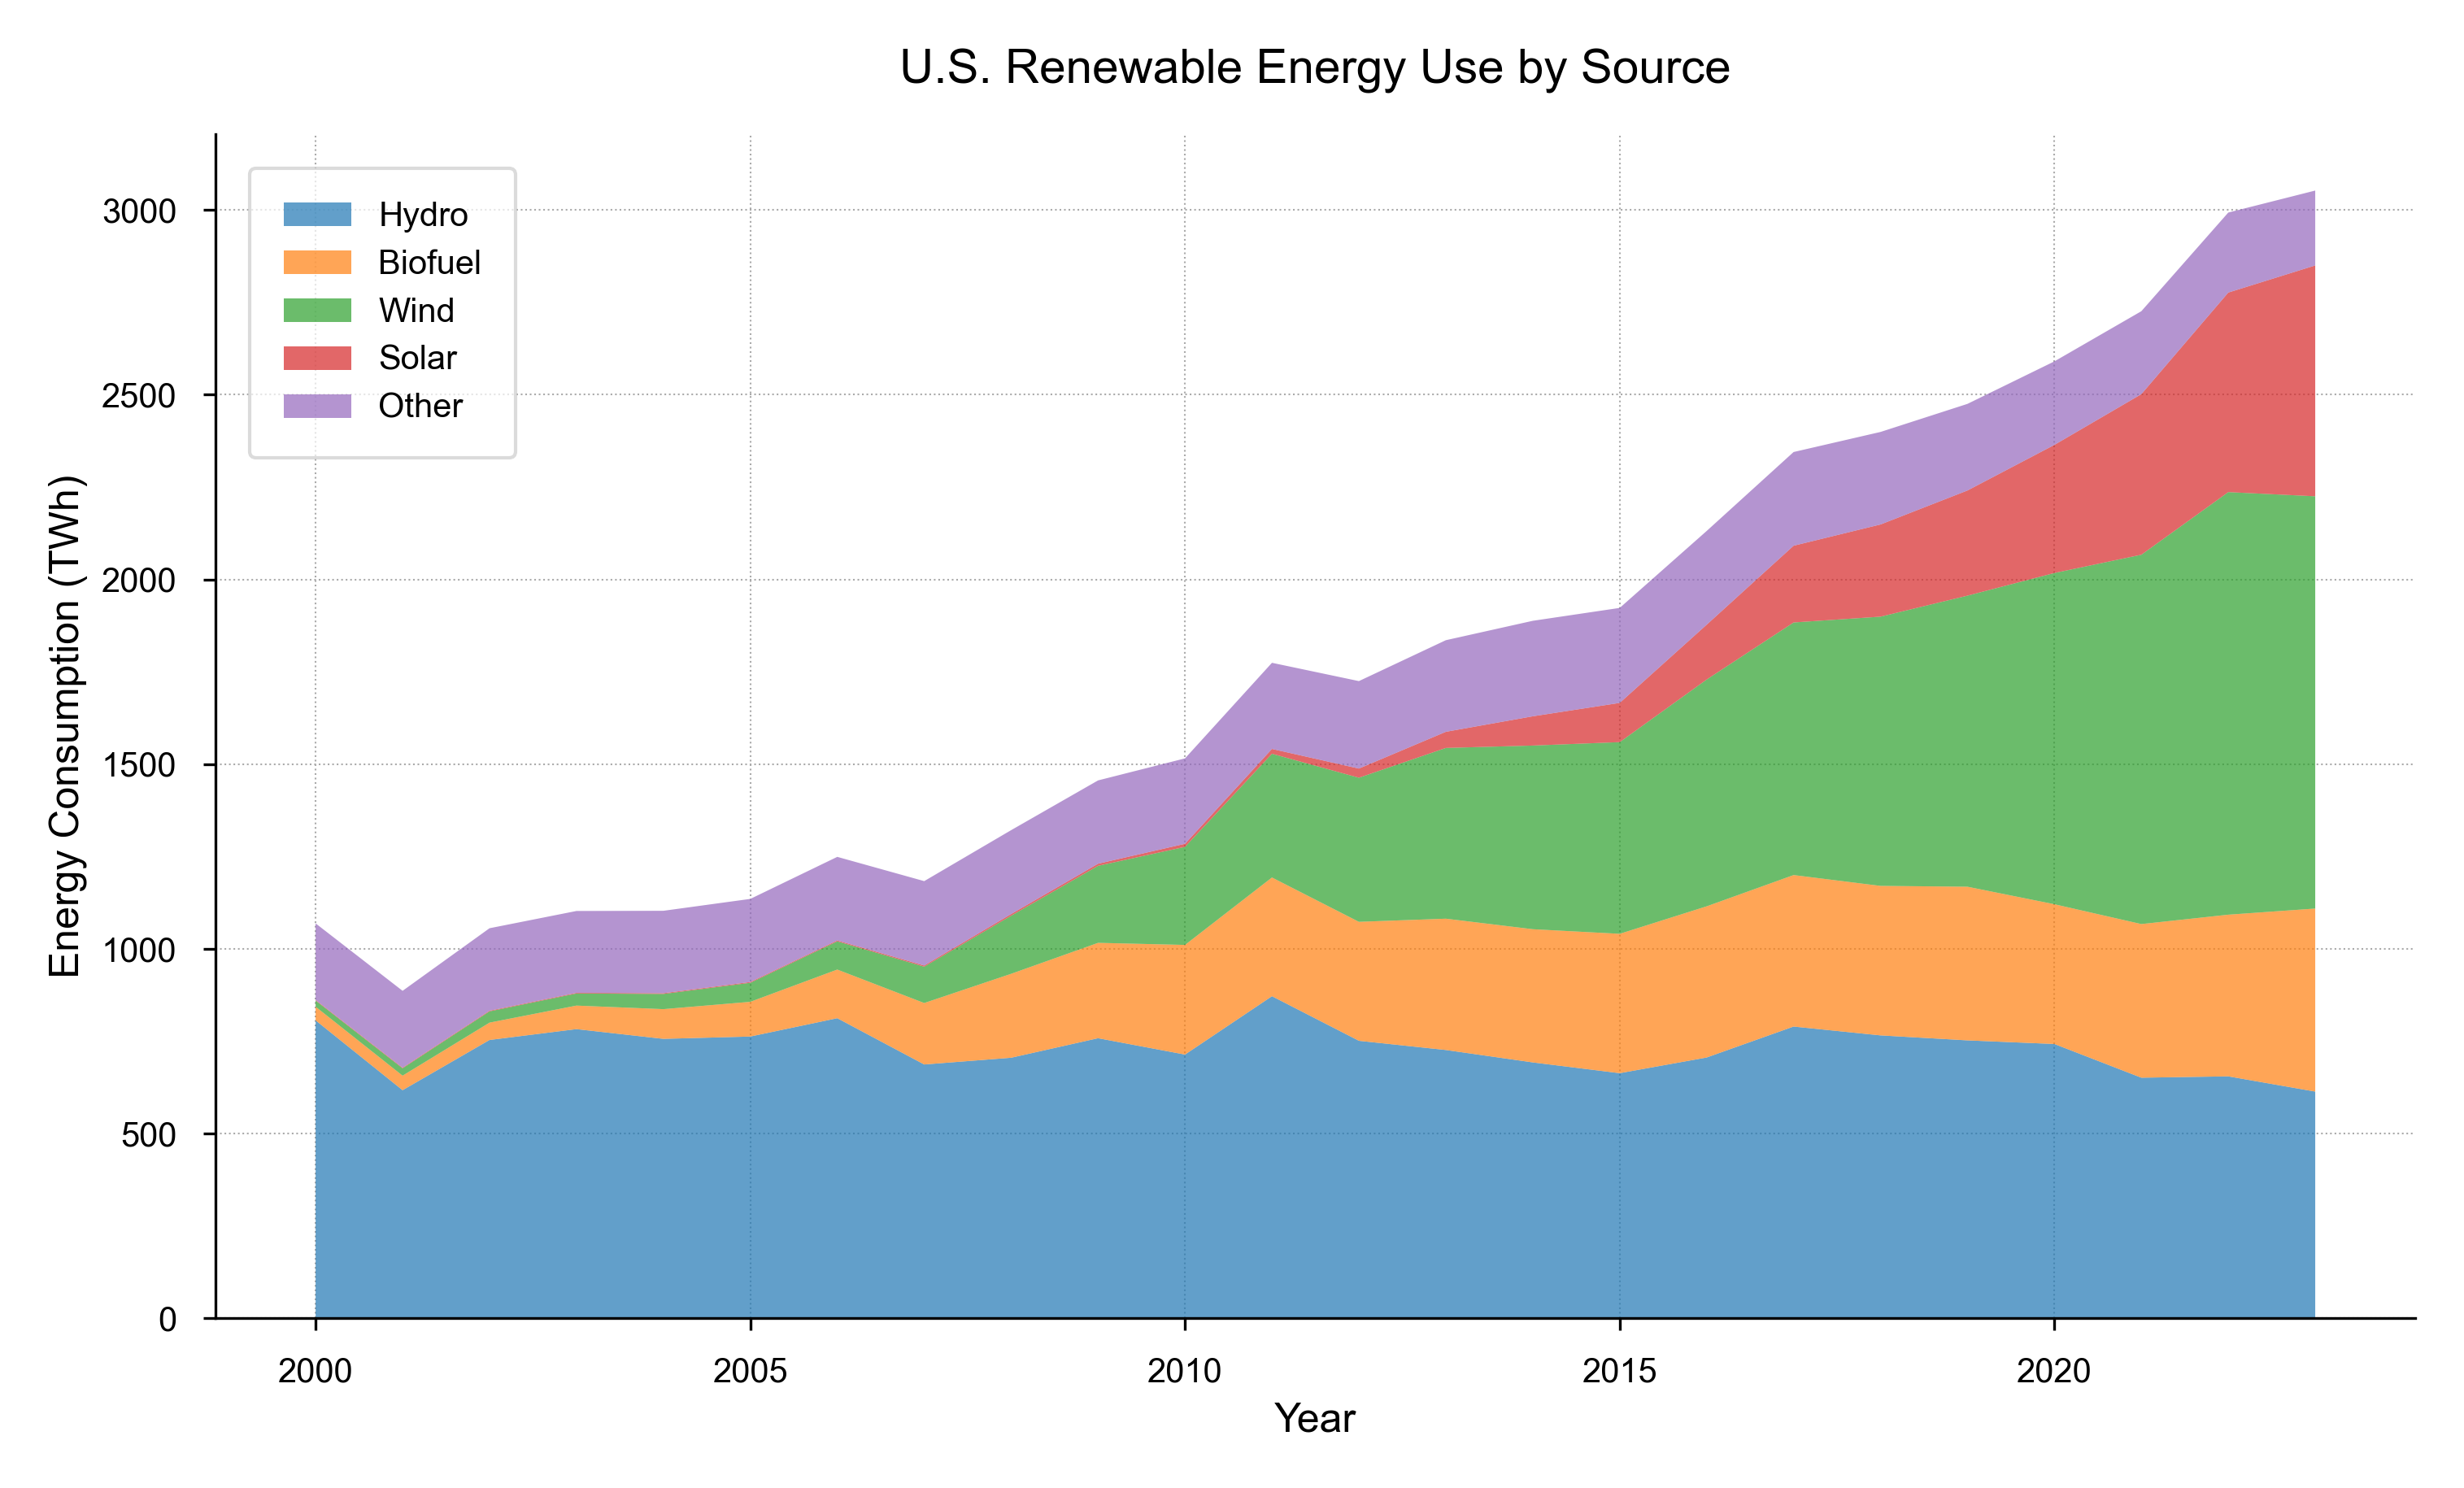 U.S. Renewable Energy Use by Source
Energy Consumption (TWh)
3000
2500
2000
1500
1000
500
0
Hydro
Biofuel
Wind
Solar
Other
2000
2005
2010
2015
2020
Year